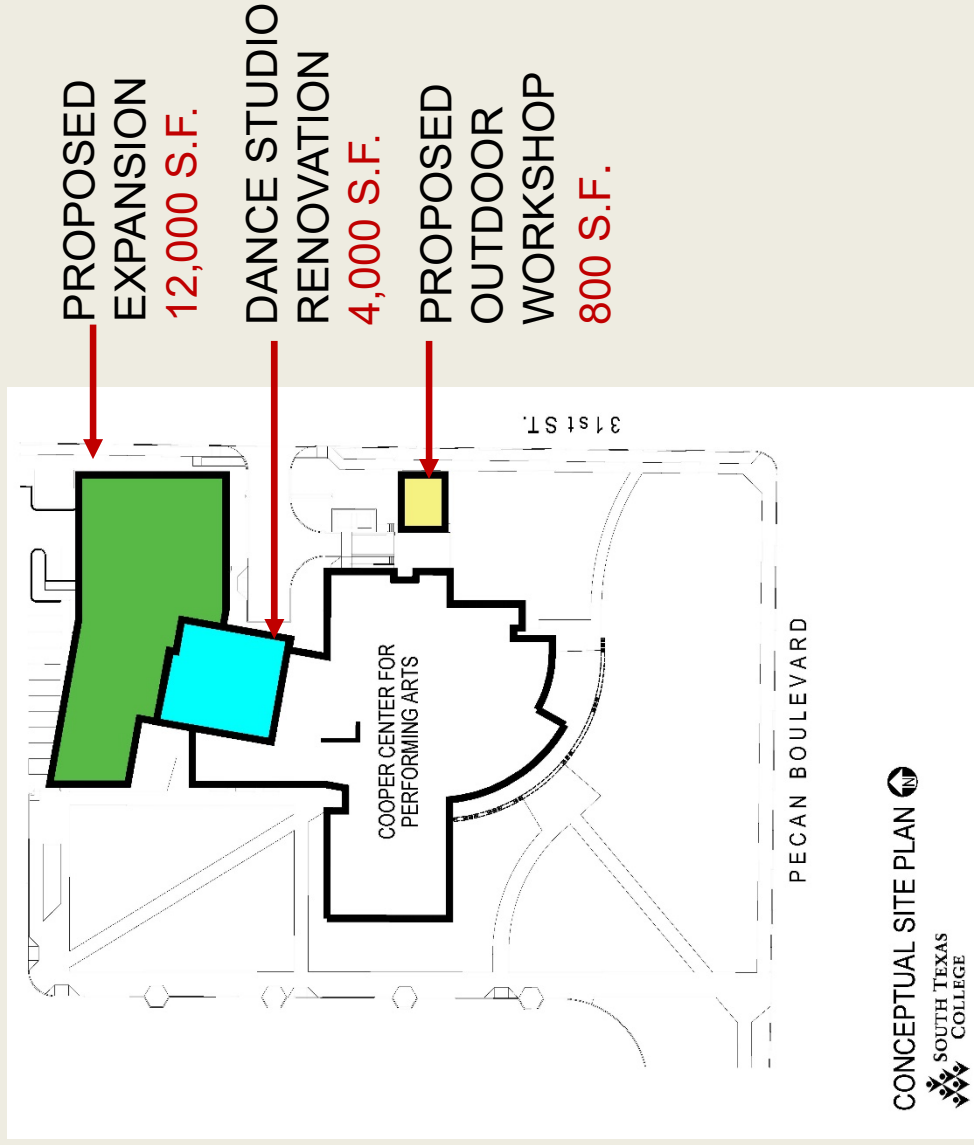 PROPOSED
EXPANSION
12,000 S.F.
DANCE STUDIO
RENOVATION
4,000 S.F.
PROPOSED
OUTDOOR
WORKSHOP
800 S.F.
31st ST.
COOPER CENTER FOR
PERFORMING ARTS
PECAN BOULEVARD
CONCEPTUAL SITE PLAN N
SOUTH TEXAS
COLLEGE